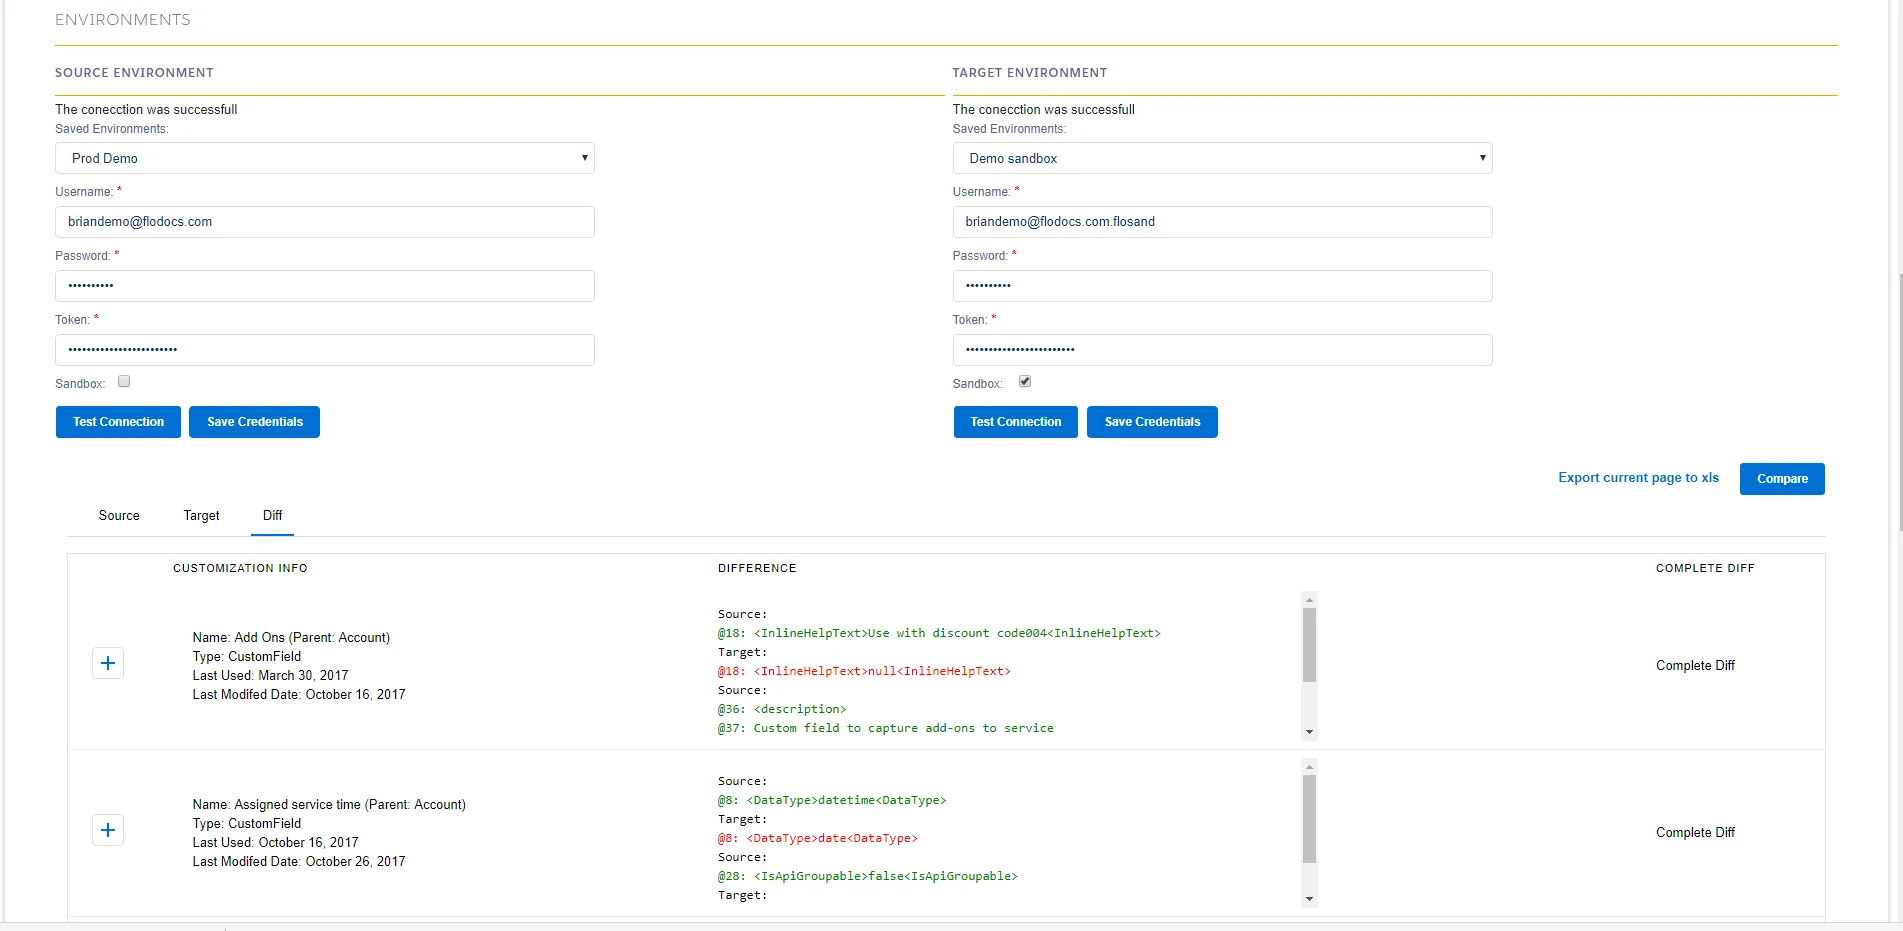 ENVIRONMENTS
SOURCE ENVIRONMENT
The conecction was successfull
Saved Environments:
Prod Demo
Username: *
briandemo@flodocs.com
Password: *
••••••••••
Token: *
••••••••••••••••••••••••
Sandbox:
Test Connection Save Credentials
TARGET ENVIRONMENT
The conecction was successfull
Saved Environments:
Demo sandbox
Username: *
briandemo@flodocs.com.flosand
Password: *
••••••••••
Token: *
••••••••••••••••••••••••
Sandbox:
Test Connection Save Credentials
Export current page to xls Compare
Source Target Diff
CUSTOMIZATION INFO DIFFERENCE COMPLETE DIFF
Name: Add Ons (Parent: Account)
Type: CustomField
Last Used: March 30, 2017
Last Modifed Date: October 16, 2017
Source:
@18: <InlineHelpText>Use with discount code004<InlineHelpText>
Target:
@18: <InlineHelpText>null<InlineHelpText>
Source:
@36: <description>
@37: Custom field to capture add-ons to service
Complete Diff
Name: Assigned service time (Parent: Account)
Type: CustomField
Last Used: October 16, 2017
Last Modifed Date: October 26, 2017
Source:
@8: <DataType>datetime<DataType>
Target:
@8: <DataType>date<DataType>
Source:
@28: <IsApiGroupable>false<IsApiGroupable>
Target:
Complete Diff